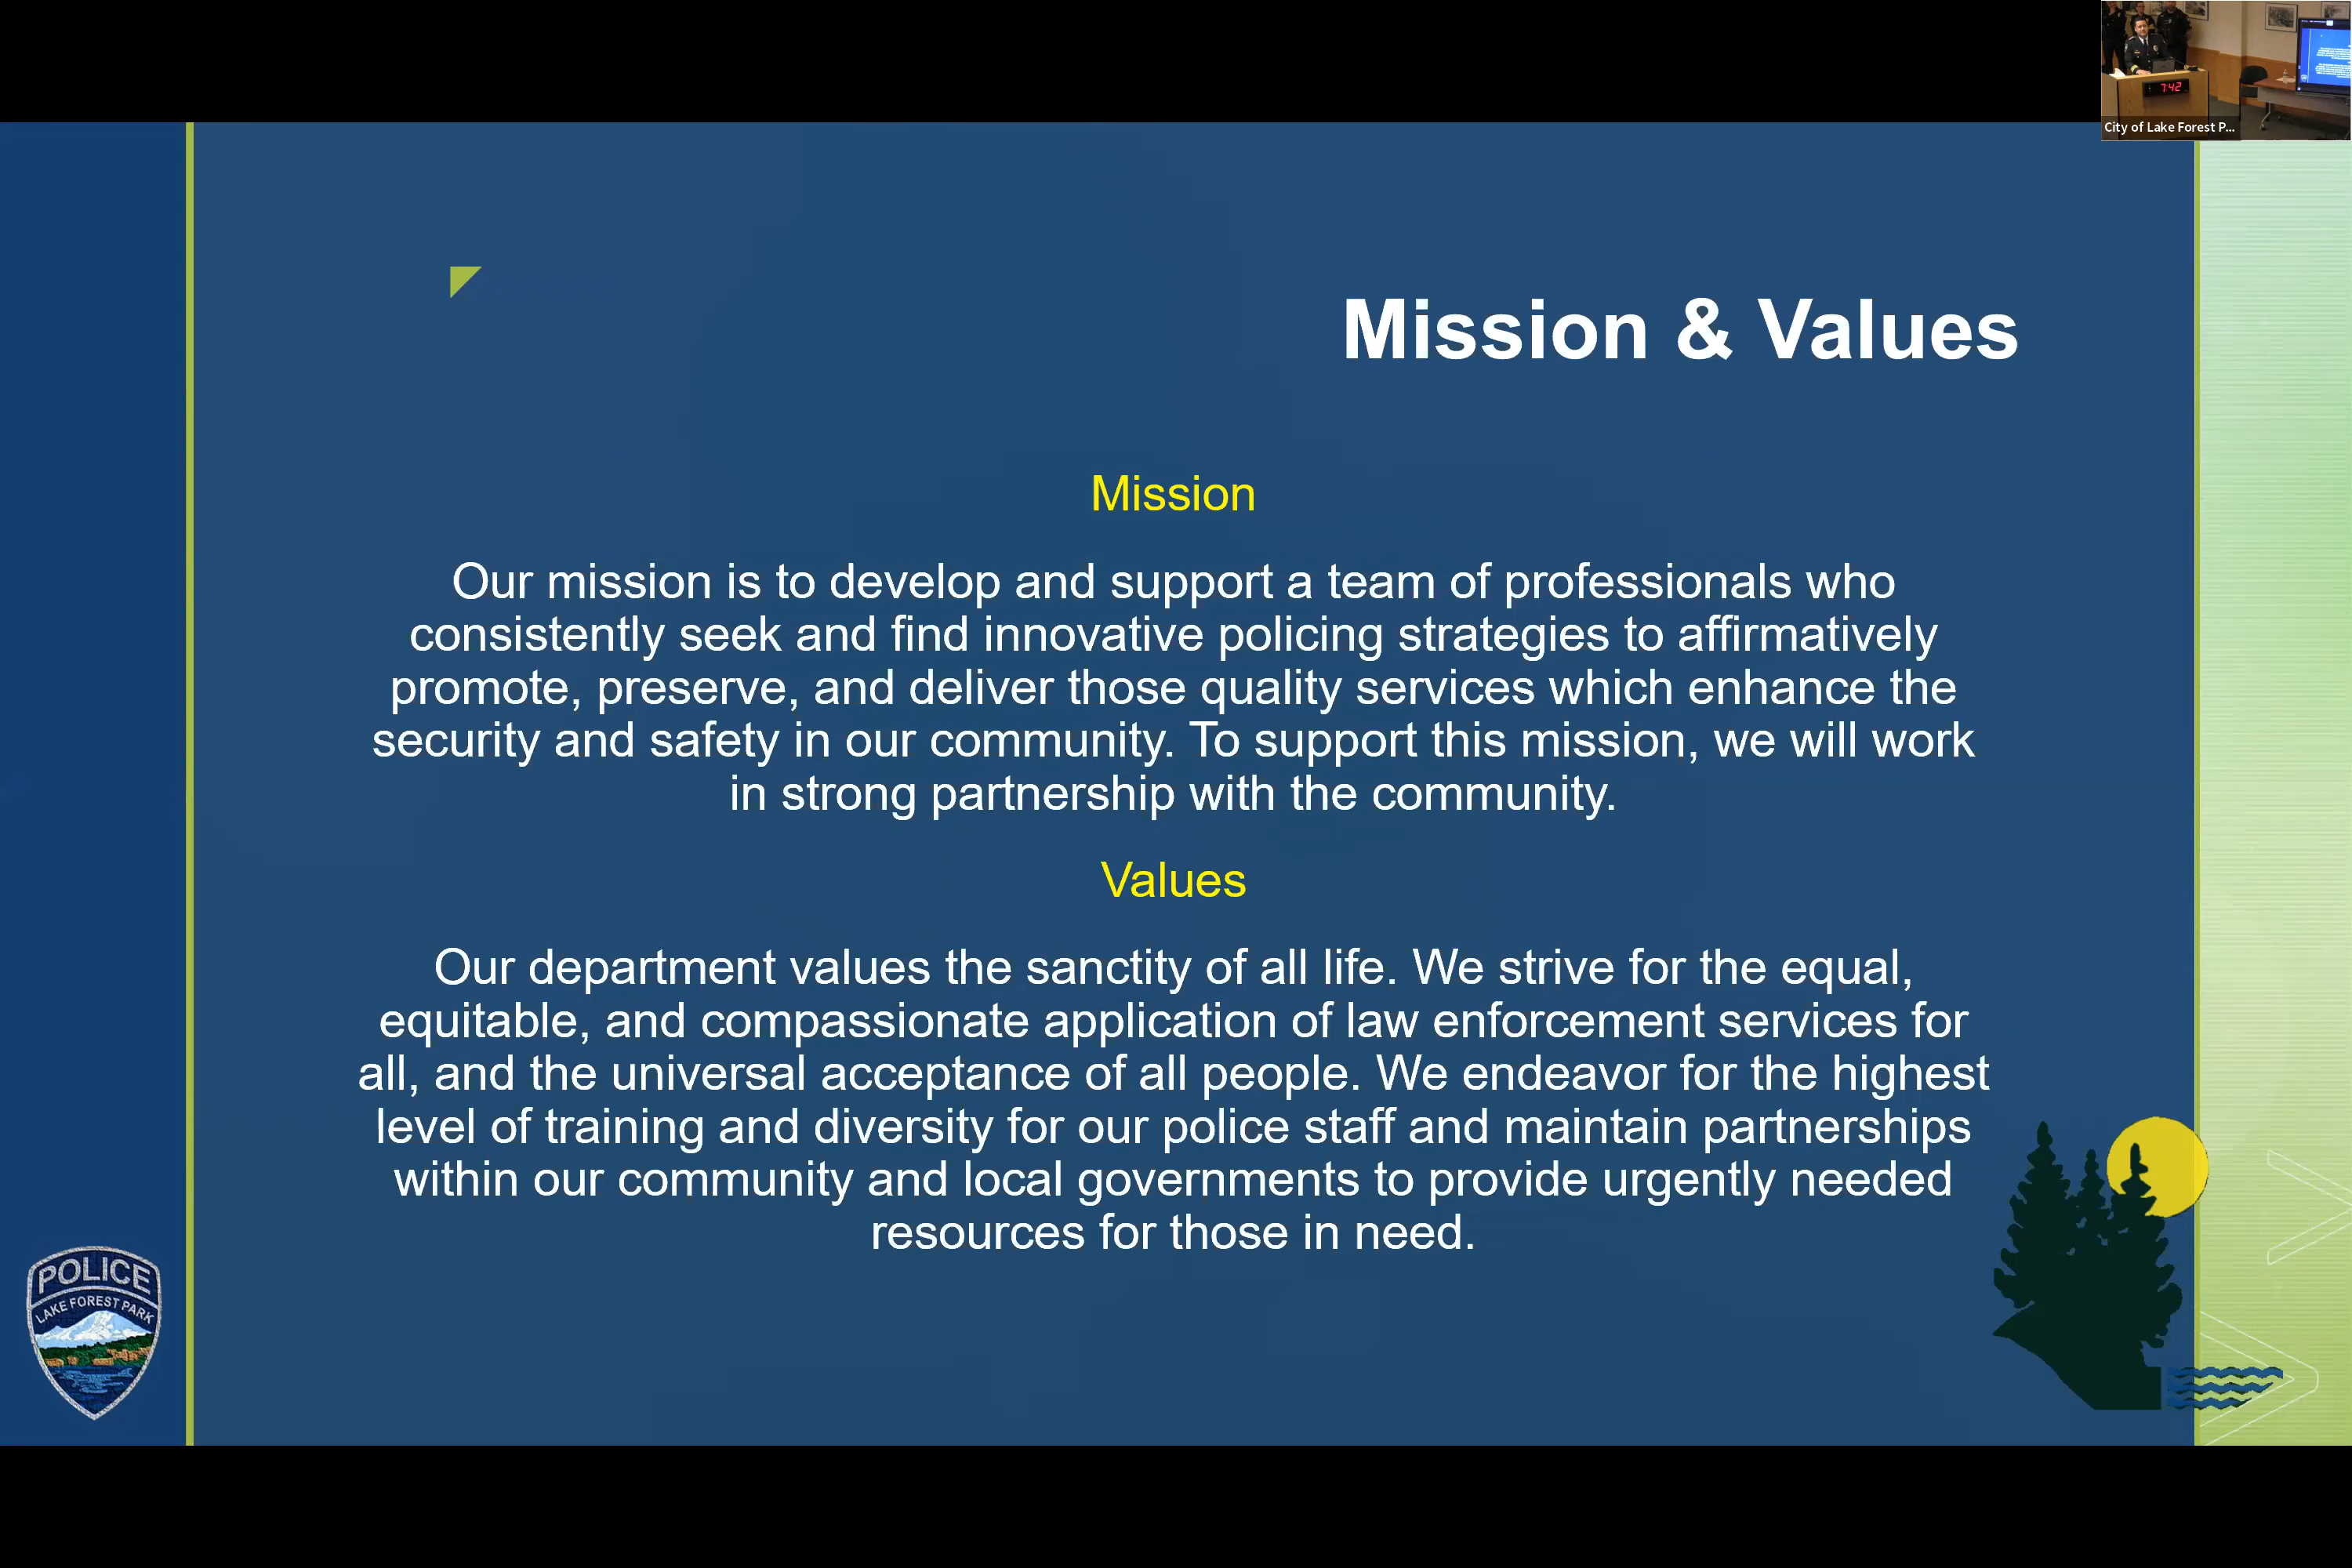 7:42
City of Lake Forest P...
Mission & Values
Mission
Our mission is to develop and support a team of professionals who
consistently seek and find innovative policing strategies to affirmatively
promote, preserve, and deliver those quality services which enhance the
security and safety in our community. To support this mission, we will work
in strong partnership with the community.
Values
Our department values the sanctity of all life. We strive for the equal,
equitable, and compassionate application of law enforcement services for
all, and the universal acceptance of all people. We endeavor for the highest
level of training and diversity for our police staff and maintain partnerships
within our community and local governments to provide urgently needed
resources for those in need.
POLICE
LAKE FOREST PARK